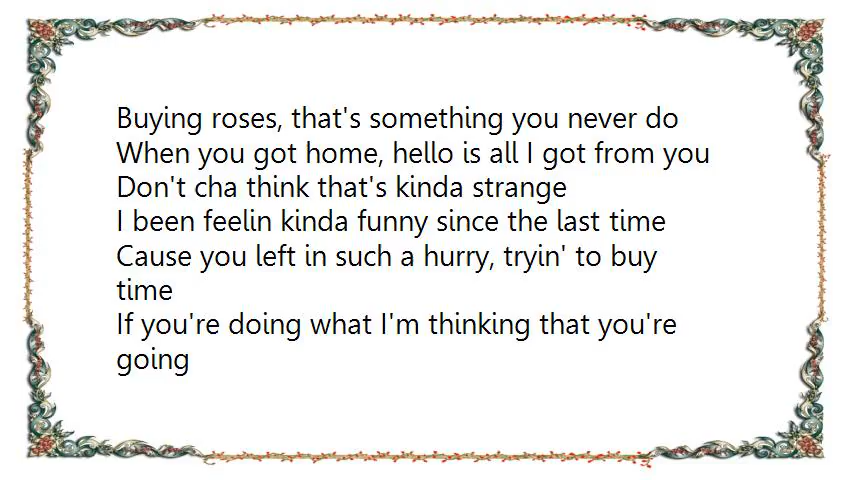 Buying roses, that's something you never do
When you got home, hello is all I got from you
Don't cha think that's kinda strange
I been feelin kinda funny since the last time
Cause you left in such a hurry, tryin' to buy
time
If you're doing what I'm thinking that you're
going